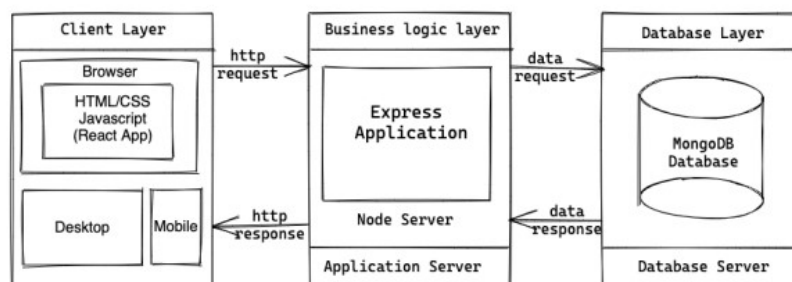 Client Layer
Browser
HTML/CSS
Javascript
(React App)
Desktop
Mobile
http
request
http
response
Business logic layer
Express
Application
Node Server
Application Server
data
request
data
response
Database Layer
MongoDB
Database
Database Server